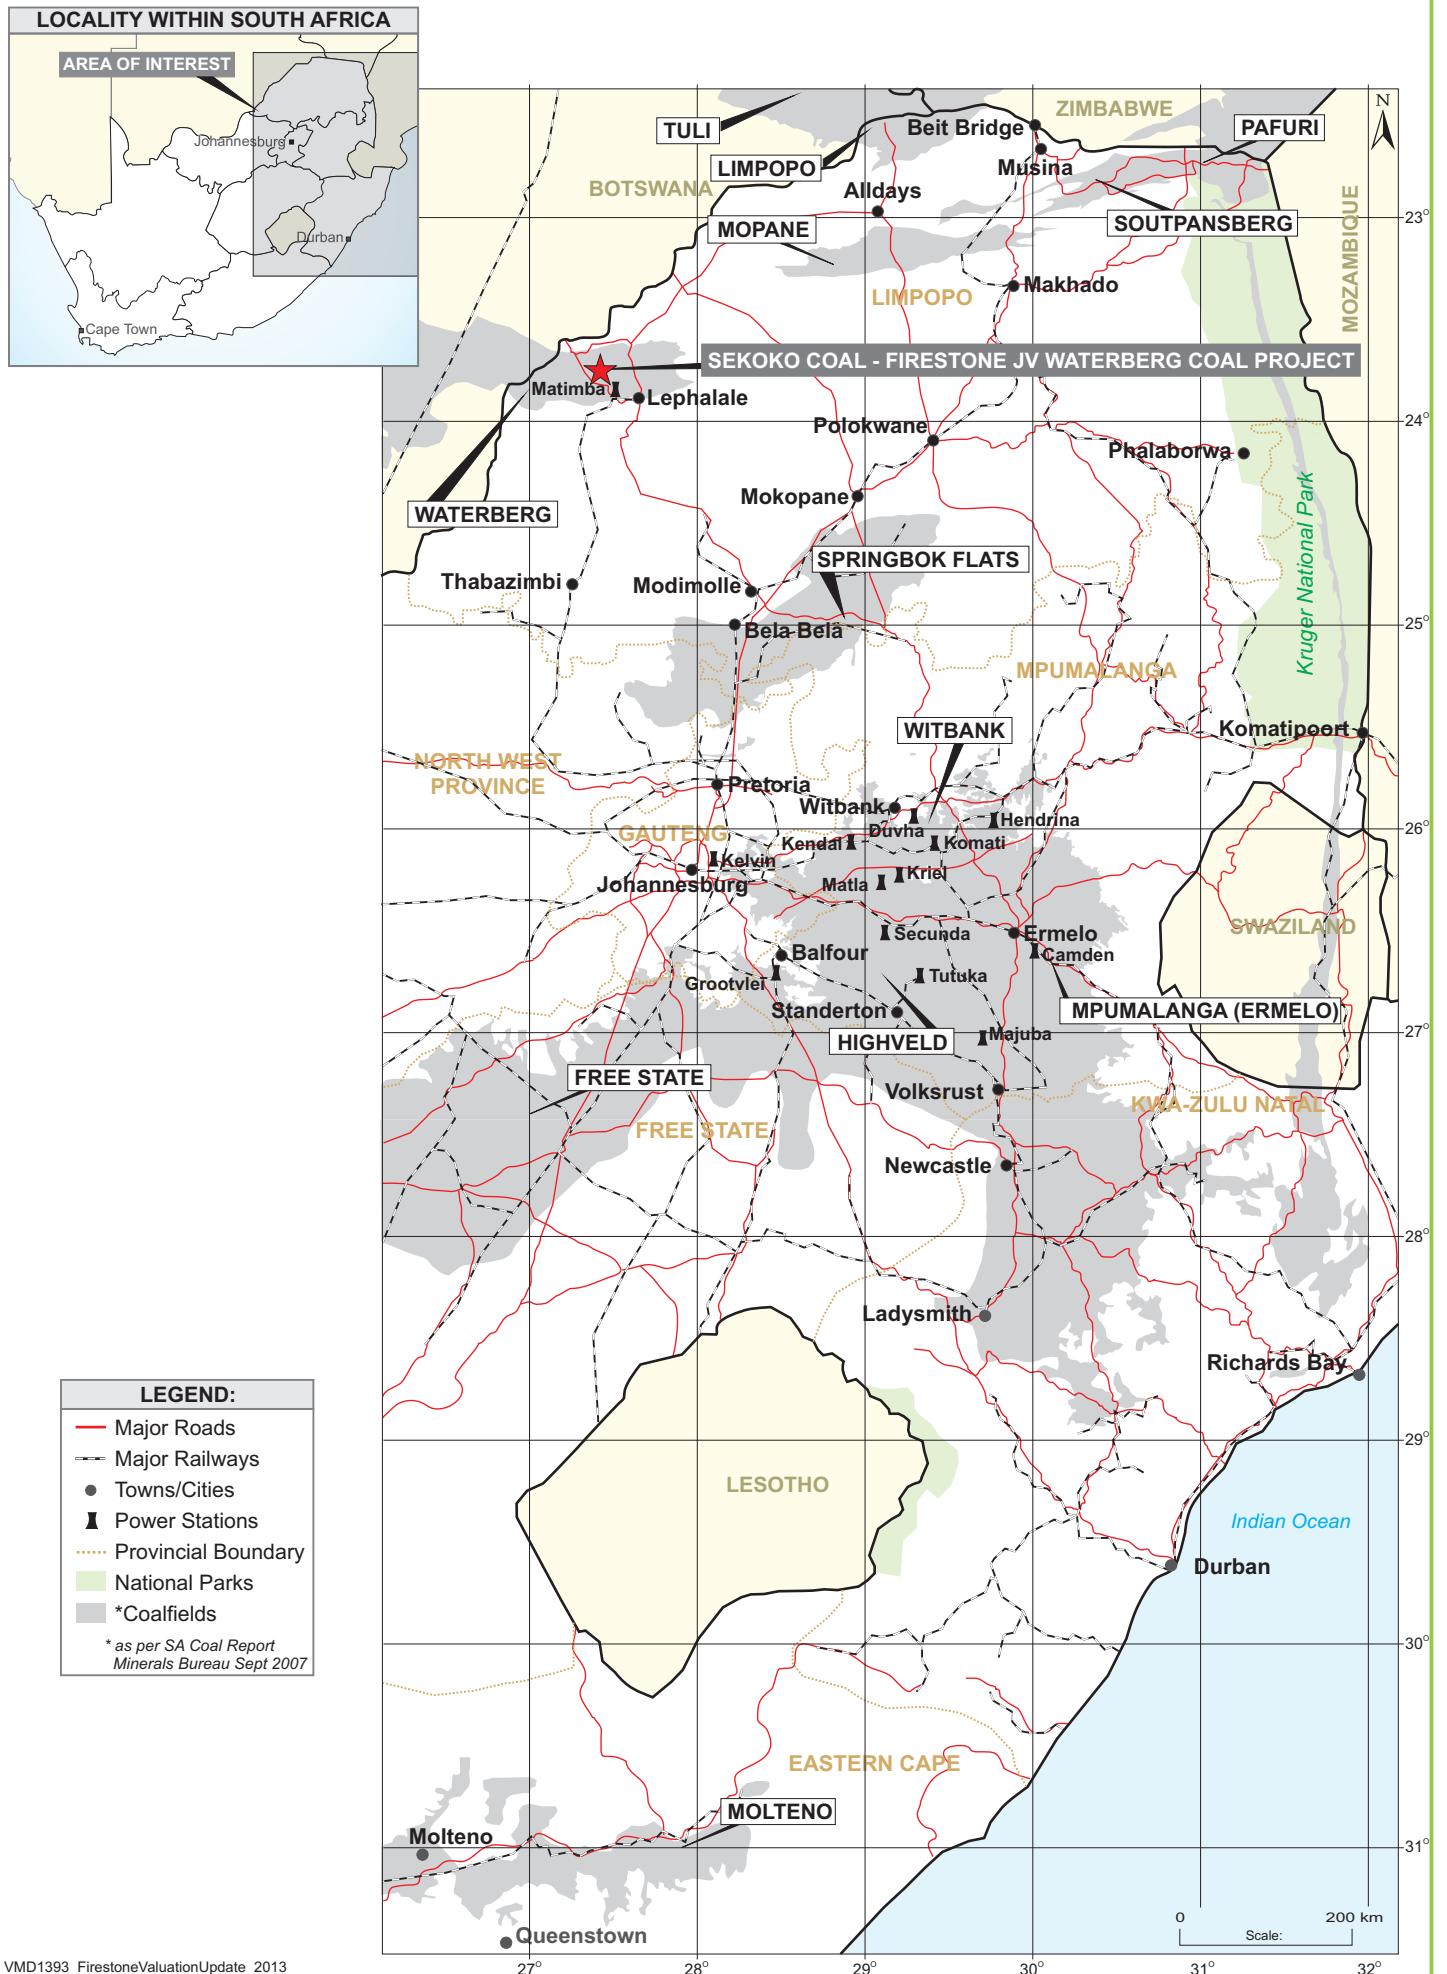 LOCALITY WITHIN SOUTH AFRICA
AREA OF INTEREST
Johannesburg
Durban
Cape Town
N
TULI
ZIMBABWE
Beit Bridge
PAFURI
LIMPOPO
Musina
BOTSWANA
Alldays
MOZAMBIQUE
MOPANE
SOUTPANSBERG
23°
Makhado
LIMPOPO
SEKOKO COAL - FIRESTONE JV WATERBERG COAL PROJECT
Matimba
Lephalale
24°
Polokwane
Phalaborwa
Mokopane
WATERBERG
Kruger National Park
SPRINGBOK FLATS
Thabazimbi
Modimolle
25°
Bela Bela
MPUMALANGA
WITBANK
Komatipoort
NORTH WEST
PROVINCE
Pretoria
Witbank
Hendrina
Duvha
26°
GAUTENG
Kendal
Komati
Kelvin
Kriel
Johannesburg
Matla
SWAZILAND
Secunda
Ermelo
Balfour
Camden
Tutuka
Grootvlei
Standerton
MPUMALANGA (ERMELO)
27°
HIGHVELD
Majuba
FREE STATE
Volksrust
KWA-ZULU NATAL
FREE STATE
Newcastle
28°
Ladysmith
Richards Bay
LEGEND:
Major Roads
29°
Major Railways
LESOTHO
Towns/Cities
Power Stations
Indian Ocean
Provincial Boundary
Durban
National Parks
*Coalfields
* as per SA Coal Report
Minerals Bureau Sept 2007
30°
EASTERN CAPE
MOLTENO
Molteno
31°
0 200 km
Scale:
Queenstown
VMD1393_FirestoneValuationUpdate_2013
27° 28° 29° 30° 31° 32°